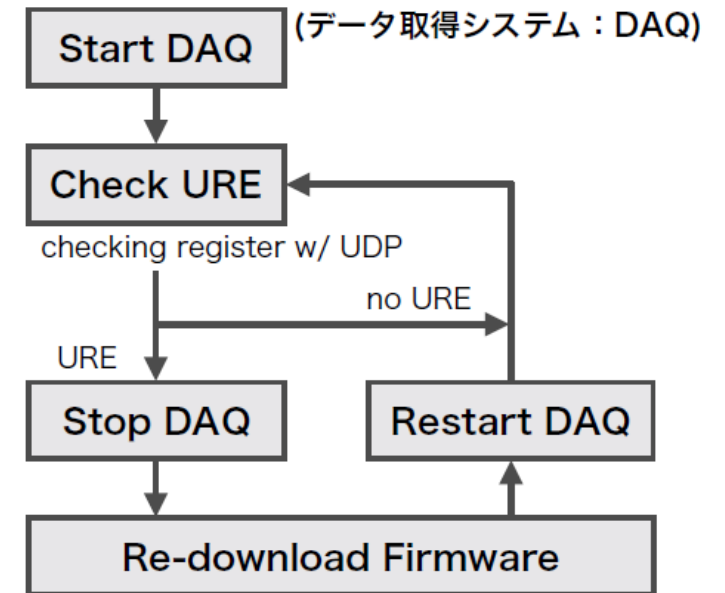 Start DAQ
(データ取得システム：DAQ)
Check URE
checking register w/ UDP
no URE
URE
Stop DAQ
Restart DAQ
Re-download Firmware